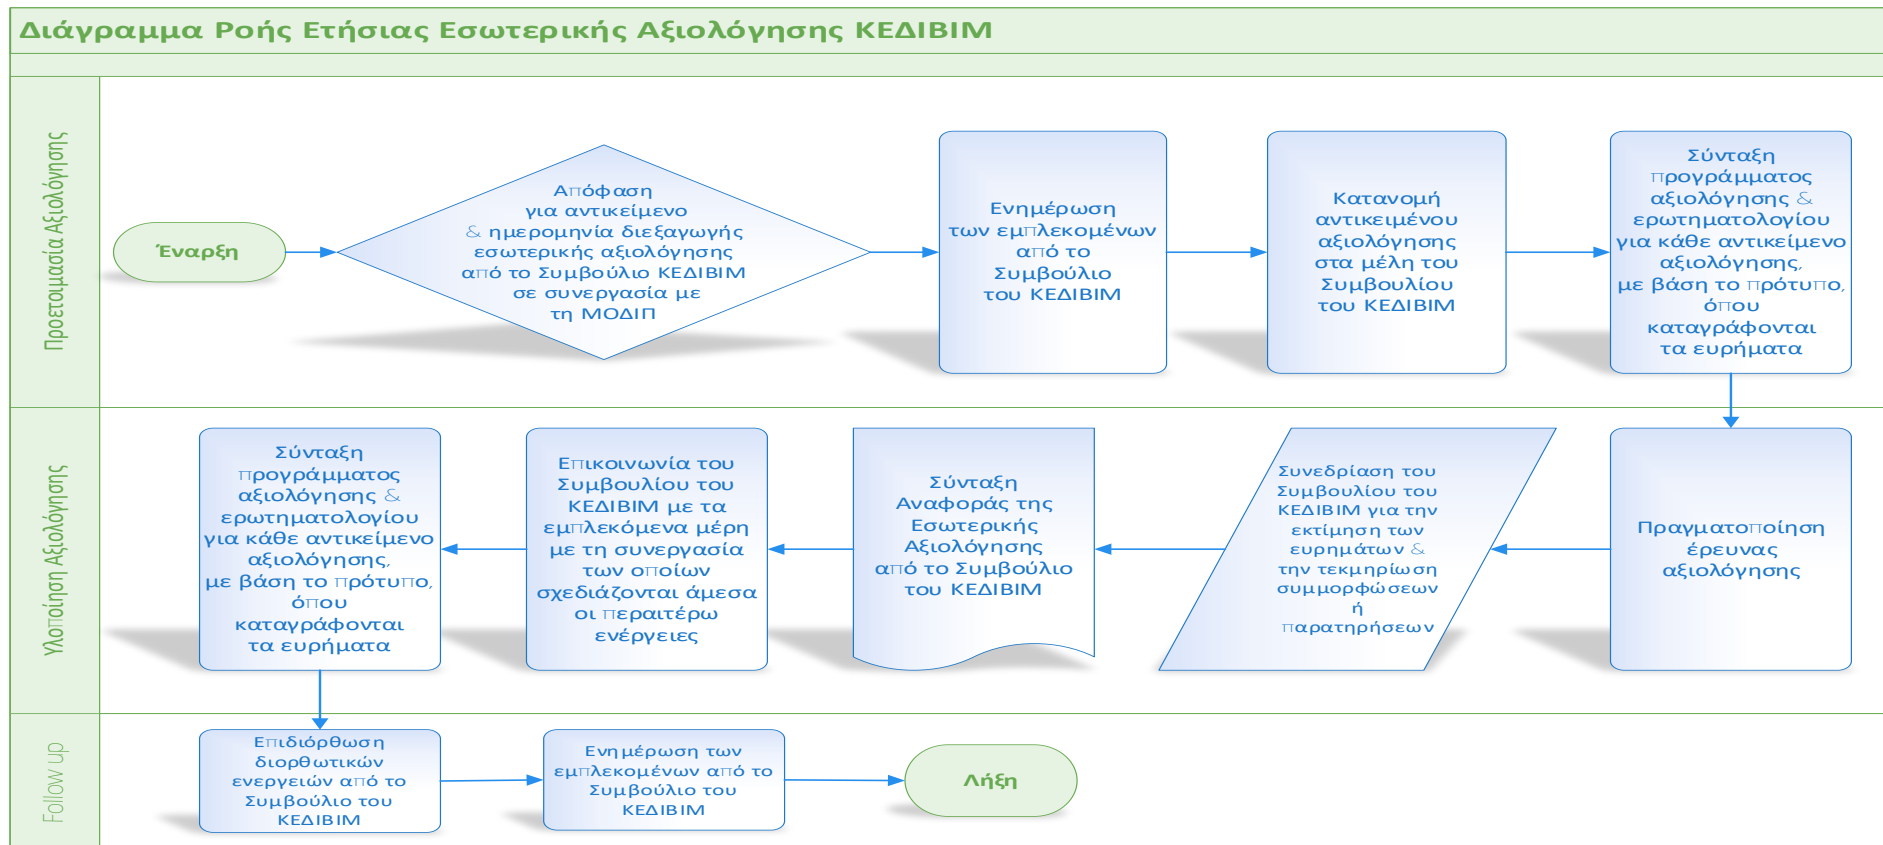 Διάγραμμα Ροής Ετήσιας Εσωτερικής Αξιολόγησης ΚΕΔΙΒΙΜ
Προετοιμασία Αξιολόγησης
Έναρξη
Απόφαση
για αντικείμενο
& ημερομηνία διεξαγωγής
εσωτερικής αξιολόγησης
από το Συμβούλιο ΚΕΔΙΒΙΜ
σε συνεργασία με
τη ΜΟΔΙΠ
Ενημέρωση
των εμπλεκομένων
από το
Συμβούλιο
του ΚΕΔΙΒΙΜ
Κατανομή
αντικειμένου
αξιολόγησης
στα μέλη του
Συμβουλίου
του ΚΕΔΙΒΙΜ
Σύνταξη
προγράμματος
αξιολόγησης &
ερωτηματολογίου
για κάθε αντικείμενο
αξιολόγησης,
με βάση το πρότυπο,
όπου
καταγράφονται
τα ευρήματα
Υλοποίηση Αξιολόγησης
Πραγματοποίηση
έρευνας
αξιολόγησης
Συνεδρίαση του
Συμβουλίου του
ΚΕΔΙΒΙΜ για την
εκτίμηση των
ευρημάτων &
την τεκμηρίωση
συμμορφώσεων
ή
παρατηρήσεων
Σύνταξη
Αναφοράς της
Εσωτερικής
Αξιολόγησης
από το Συμβούλιο
του ΚΕΔΙΒΙΜ
Επικοινωνία του
Συμβουλίου του
ΚΕΔΙΒΙΜ με τα
εμπλεκόμενα μέρη
με τη συνεργασία
των οποίων
σχεδιάζονται άμεσα
οι περαιτέρω
ενέργειες
Σύνταξη
προγράμματος
αξιολόγησης &
ερωτηματολογίου
για κάθε αντικείμενο
αξιολόγησης,
με βάση το πρότυπο,
όπου
καταγράφονται
τα ευρήματα
Follow up
Επιδιόρθωση
διορθωτικών
ενεργειών από το
Συμβούλιο του
ΚΕΔΙΒΙΜ
Ενημέρωση των
εμπλεκομένων από το
Συμβούλιο του
ΚΕΔΙΒΙΜ
Λήξη